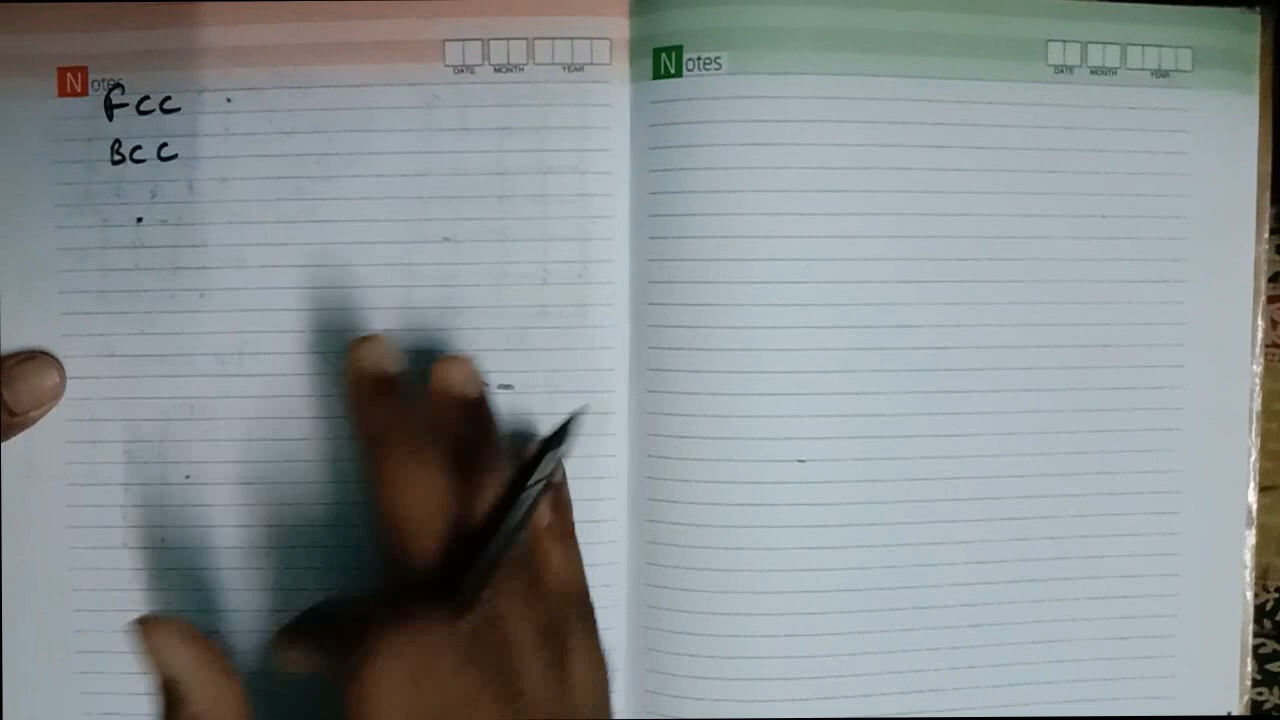 Notes
DATE MONTH YEAR
FCC
BCC
Notes
DATE MONTH YEAR